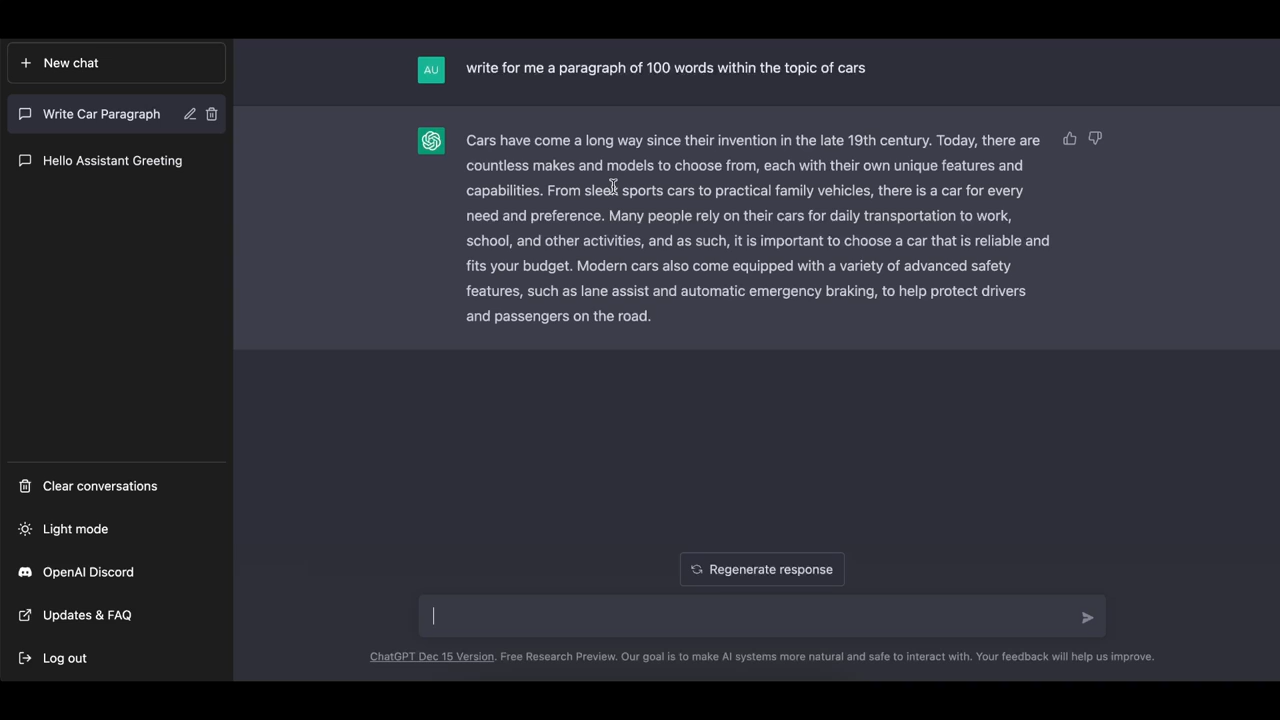 New chat
Write Car Paragraph
Hello Assistant Greeting
Clear conversations
Light mode
OpenAI Discord
Updates & FAQ
Log out
AU
write for me a paragraph of 100 words within the topic of cars
Cars have come a long way since their invention in the late 19th century. Today, there are
countless makes and models to choose from, each with their own unique features and
capabilities. From sleek sports cars to practical family vehicles, there is a car for every
need and preference. Many people rely on their cars for daily transportation to work,
school, and other activities, and as such, it is important to choose a car that is reliable and
fits your budget. Modern cars also come equipped with a variety of advanced safety
features, such as lane assist and automatic emergency braking, to help protect drivers
and passengers on the road.
Regenerate response
ChatGPT Dec 15 Version. Free Research Preview. Our goal is to make AI systems more natural and safe to interact with. Your feedback will help us improve.